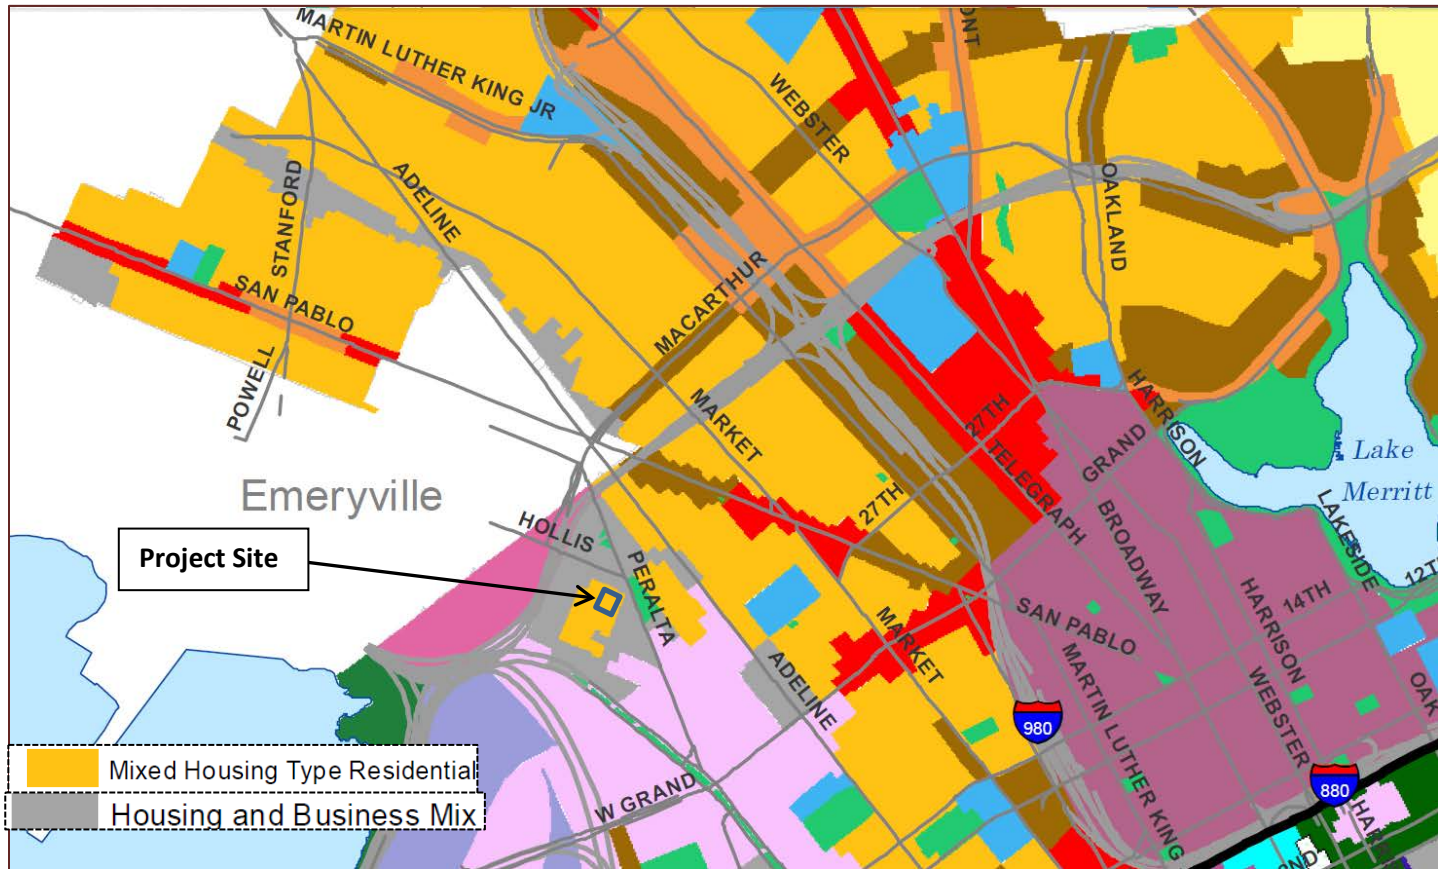 MARTIN LUTHER KING JR
ONT
WEBSTER
ADELINE
STANFORD
OAKLAND
SAN PABLO
MACARTHUR
POWELL
MARKET
HARRISON
27TH
TELEGRAPH
GRAND
Lake
Merritt
Emeryville
27TH
BROADWAY
LAKESIDE
HOLLIS
PERALTA
Project Site
12T
14TH
HARRISON
SAN PABLO
MARKET
ADELINE
MARTIN LUTHER KING
WEBSTER
OAK
980
880
W GRAND
Mixed Housing Type Residential
Housing and Business Mix
HARRI
2ND